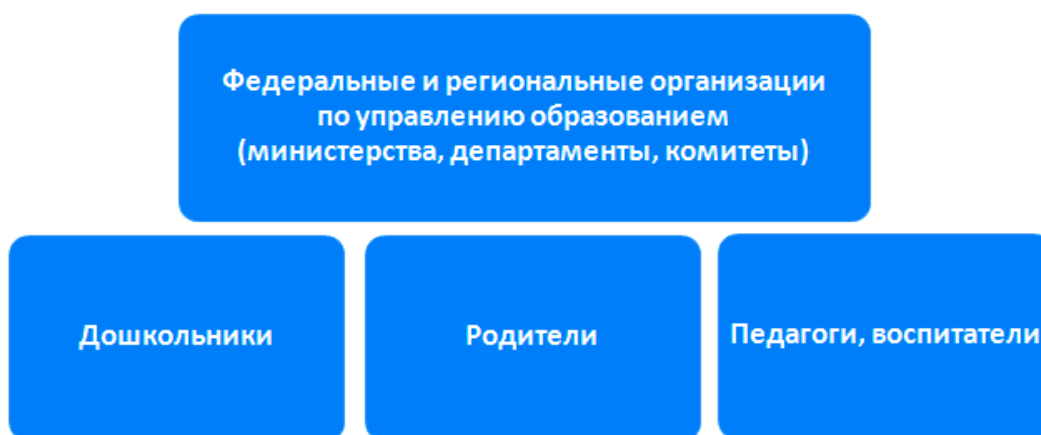 Федеральные и региональные организации
по управлению образованием
(министерства, департаменты, комитеты)
Дошкольники
Родители
Педагоги, воспитатели